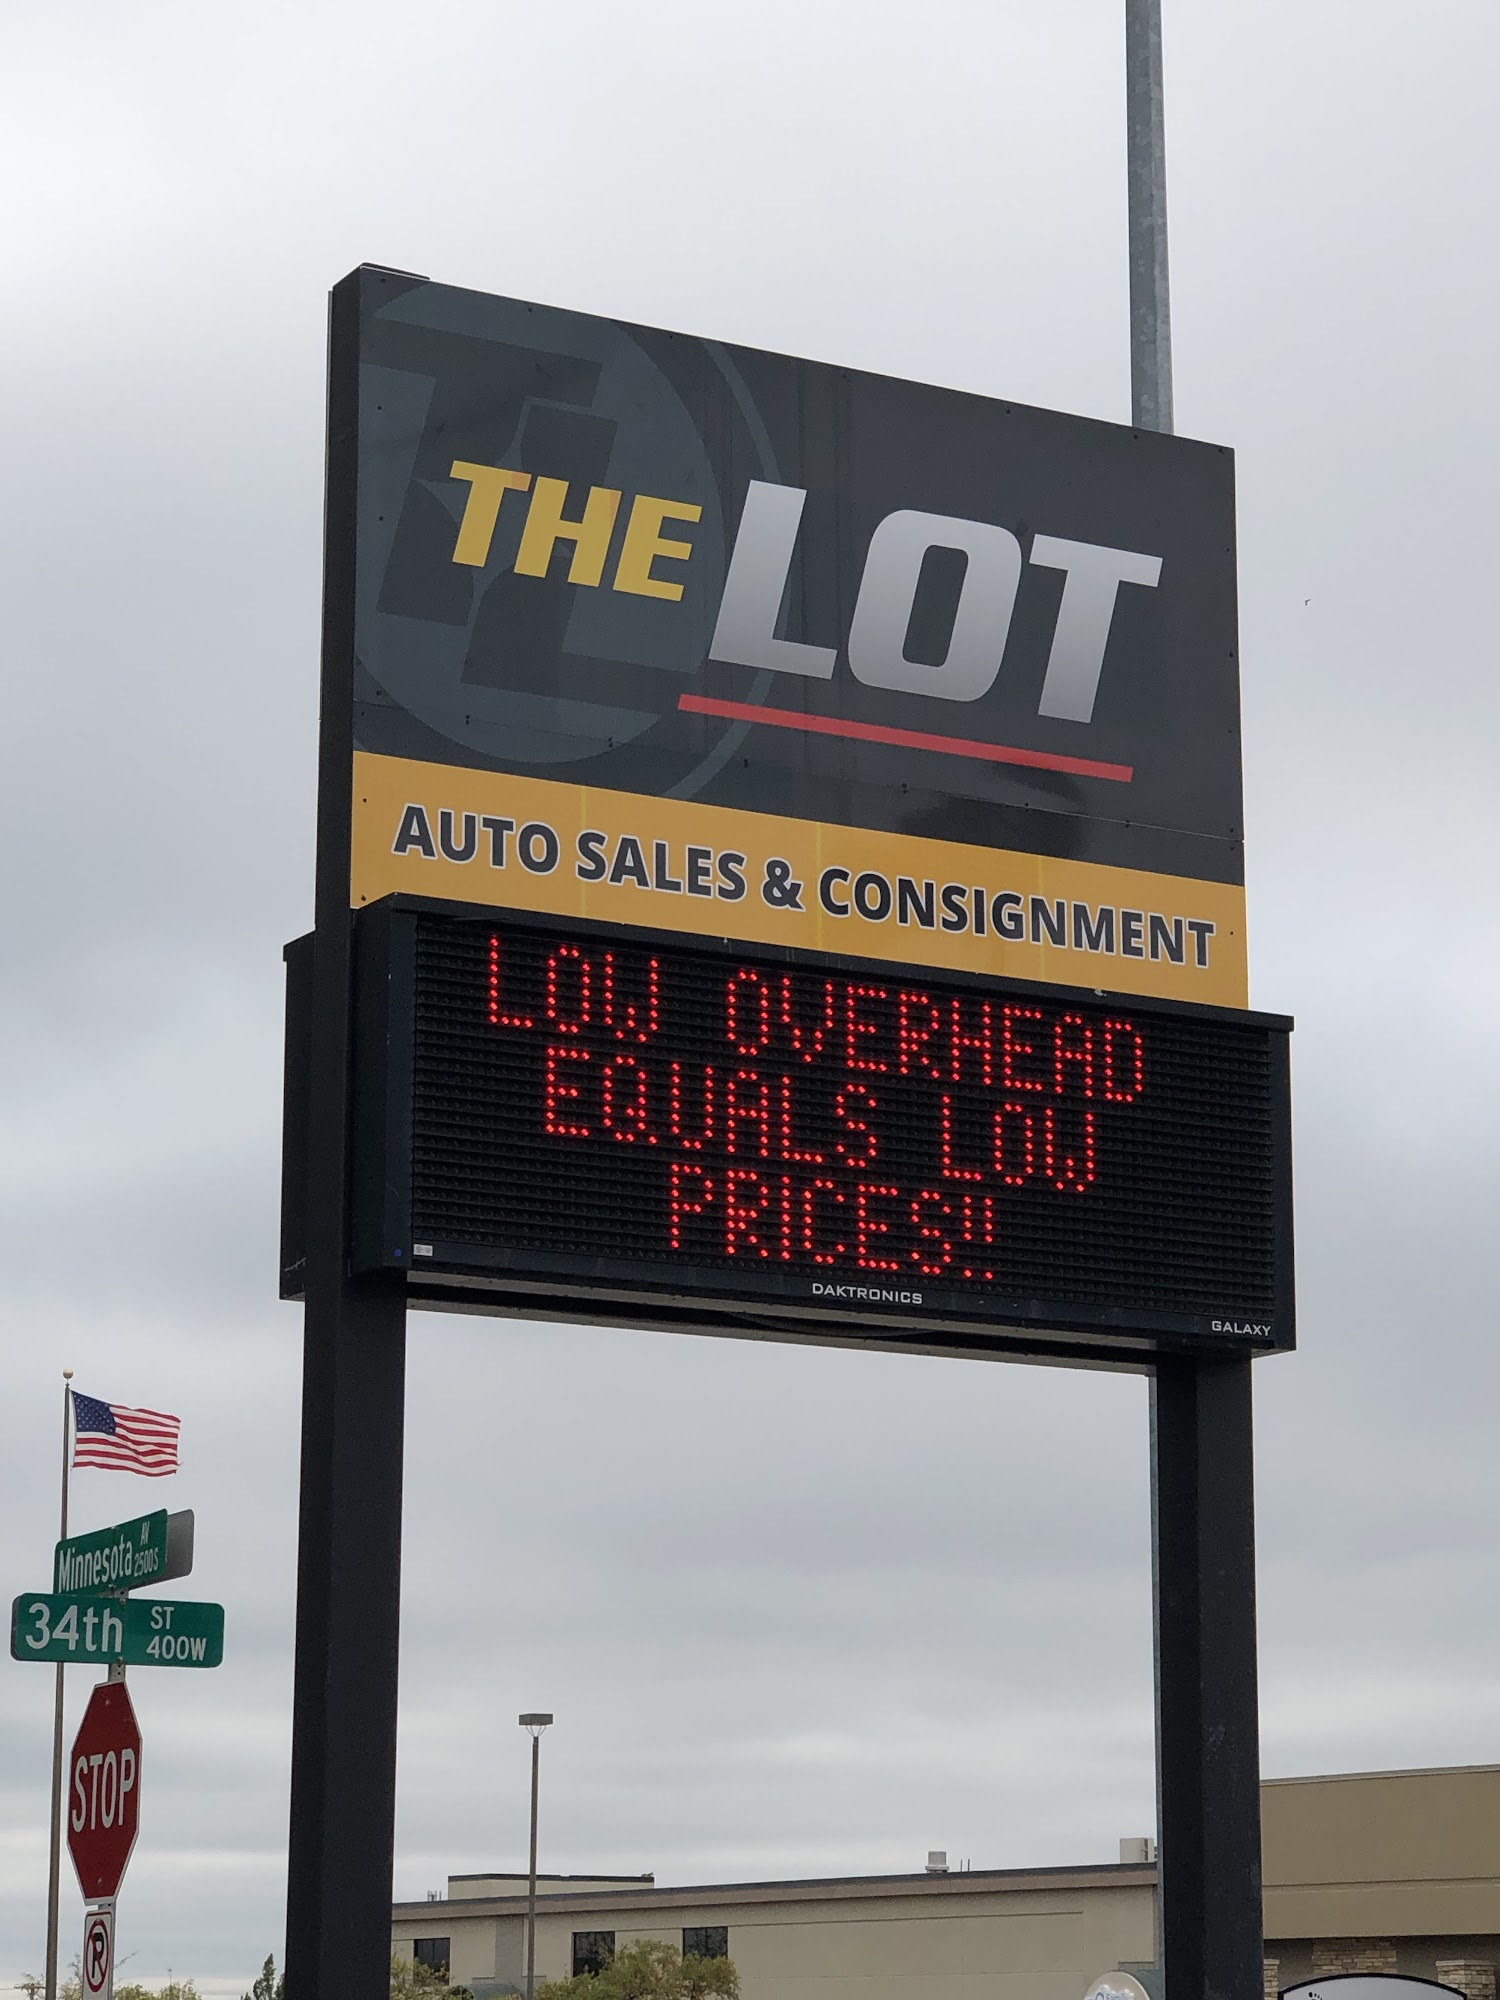 THE LOT
AUTO SALES & CONSIGNMENT
LOW OVERHEAD
EQUALS LOW
PRICES!!
DAKTRONICS
GALAXY
Minnesota AV 2500S
34th ST 400W
STOP
P